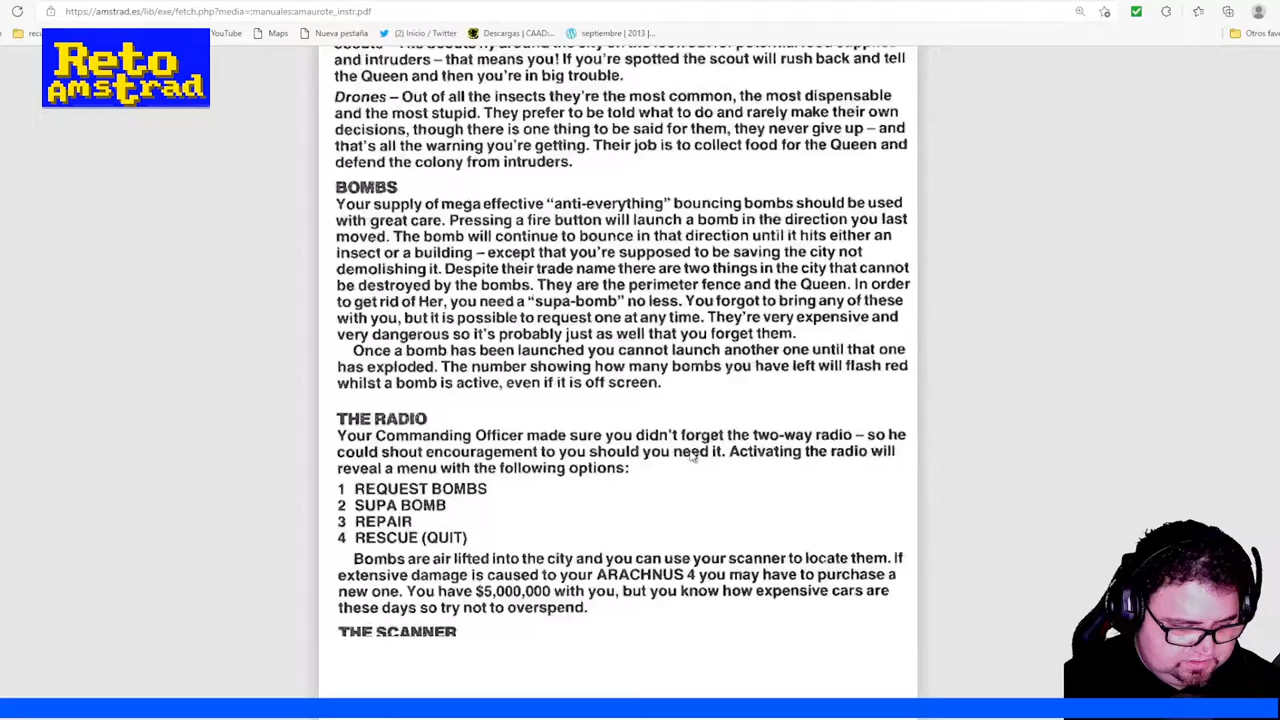 https://amstrad.es/lib/exe/fetch.php?media=:manuales:amaurote_instr.pdf
YouTube
Maps
Nueva pestaña
(2) Inicio / Twitter
Descargas | CAAD:...
septiembre | 2013 |...
Otros fav
Reto
Amstrad
and intruders – that means you! If you're spotted the scout will rush back and tell
the Queen and then you're in big trouble.
Drones – Out of all the insects they're the most common, the most dispensable
and the most stupid. They prefer to be told what to do and rarely make their own
decisions, though there is one thing to be said for them, they never give up – and
that's all the warning you're getting. Their job is to collect food for the Queen and
defend the colony from intruders.
BOMBS
Your supply of mega effective "anti-everything" bouncing bombs should be used
with great care. Pressing a fire button will launch a bomb in the direction you last
moved. The bomb will continue to bounce in that direction until it hits either an
insect or a building – except that you're supposed to be saving the city not
demolishing it. Despite their trade name there are two things in the city that cannot
be destroyed by the bombs. They are the perimeter fence and the Queen. In order
to get rid of Her, you need a "supa-bomb" no less. You forgot to bring any of these
with you, but it is possible to request one at any time. They're very expensive and
very dangerous so it's probably just as well that you forget them.
Once a bomb has been launched you cannot launch another one until that one
has exploded. The number showing how many bombs you have left will flash red
whilst a bomb is active, even if it is off screen.
THE RADIO
Your Commanding Officer made sure you didn't forget the two-way radio – so he
could shout encouragement to you should you need it. Activating the radio will
reveal a menu with the following options:
1 REQUEST BOMBS
2 SUPA BOMB
3 REPAIR
4 RESCUE (QUIT)
Bombs are air lifted into the city and you can use your scanner to locate them. If
extensive damage is caused to your ARACHNUS 4 you may have to purchase a
new one. You have $5,000,000 with you, but you know how expensive cars are
these days so try not to overspend.
THE SCANNER